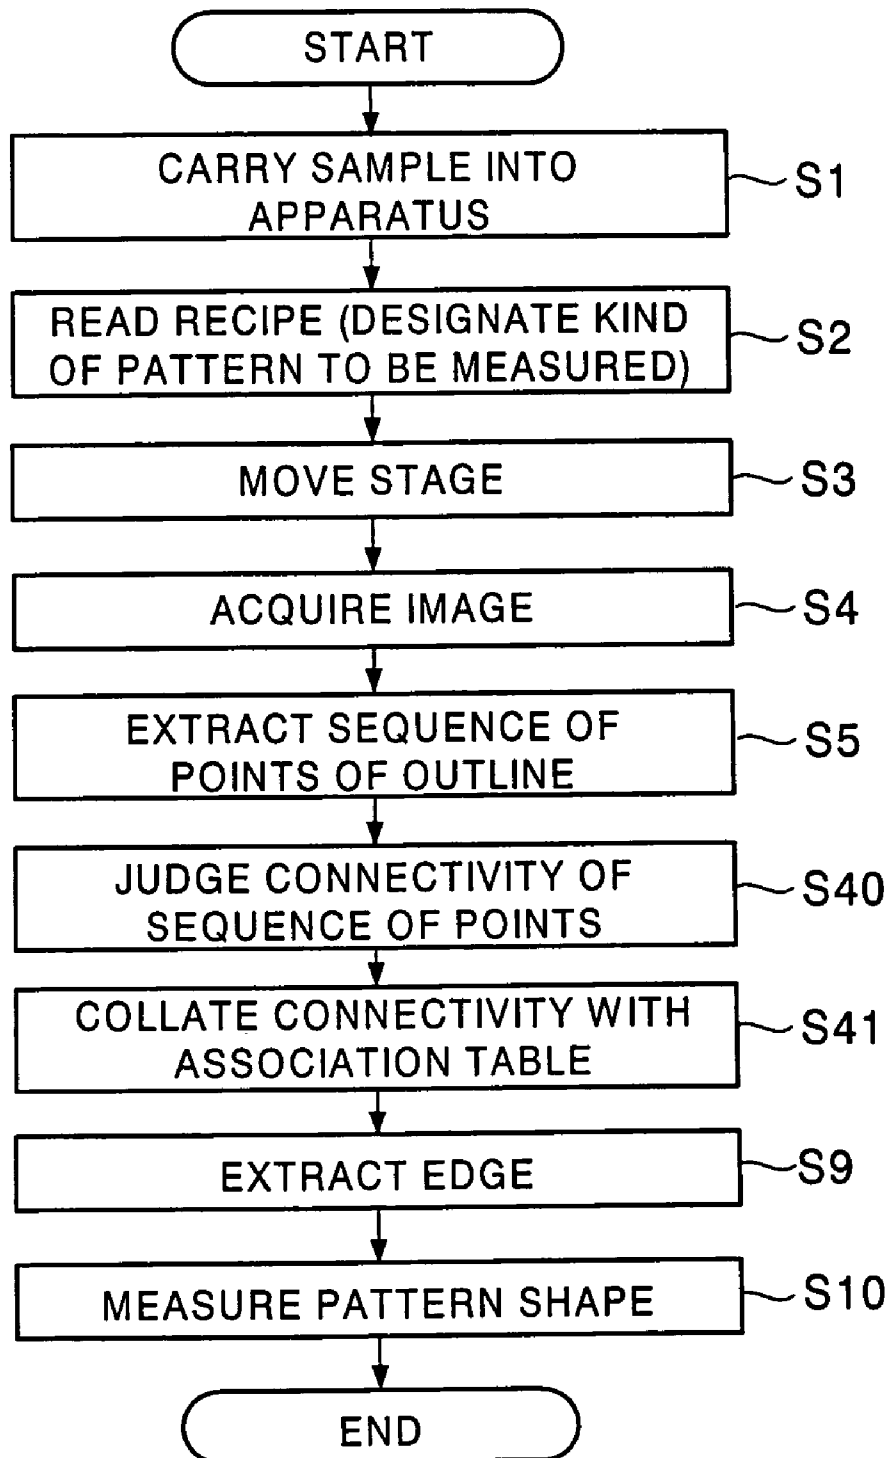 START
CARRY SAMPLE INTO
APPARATUS
S1
READ RECIPE (DESIGNATE KIND
OF PATTERN TO BE MEASURED)
S2
MOVE STAGE
S3
ACQUIRE IMAGE
S4
EXTRACT SEQUENCE OF
POINTS OF OUTLINE
S5
JUDGE CONNECTIVITY OF
SEQUENCE OF POINTS
S40
COLLATE CONNECTIVITY WITH
ASSOCIATION TABLE
S41
EXTRACT EDGE
S9
MEASURE PATTERN SHAPE
S10
END